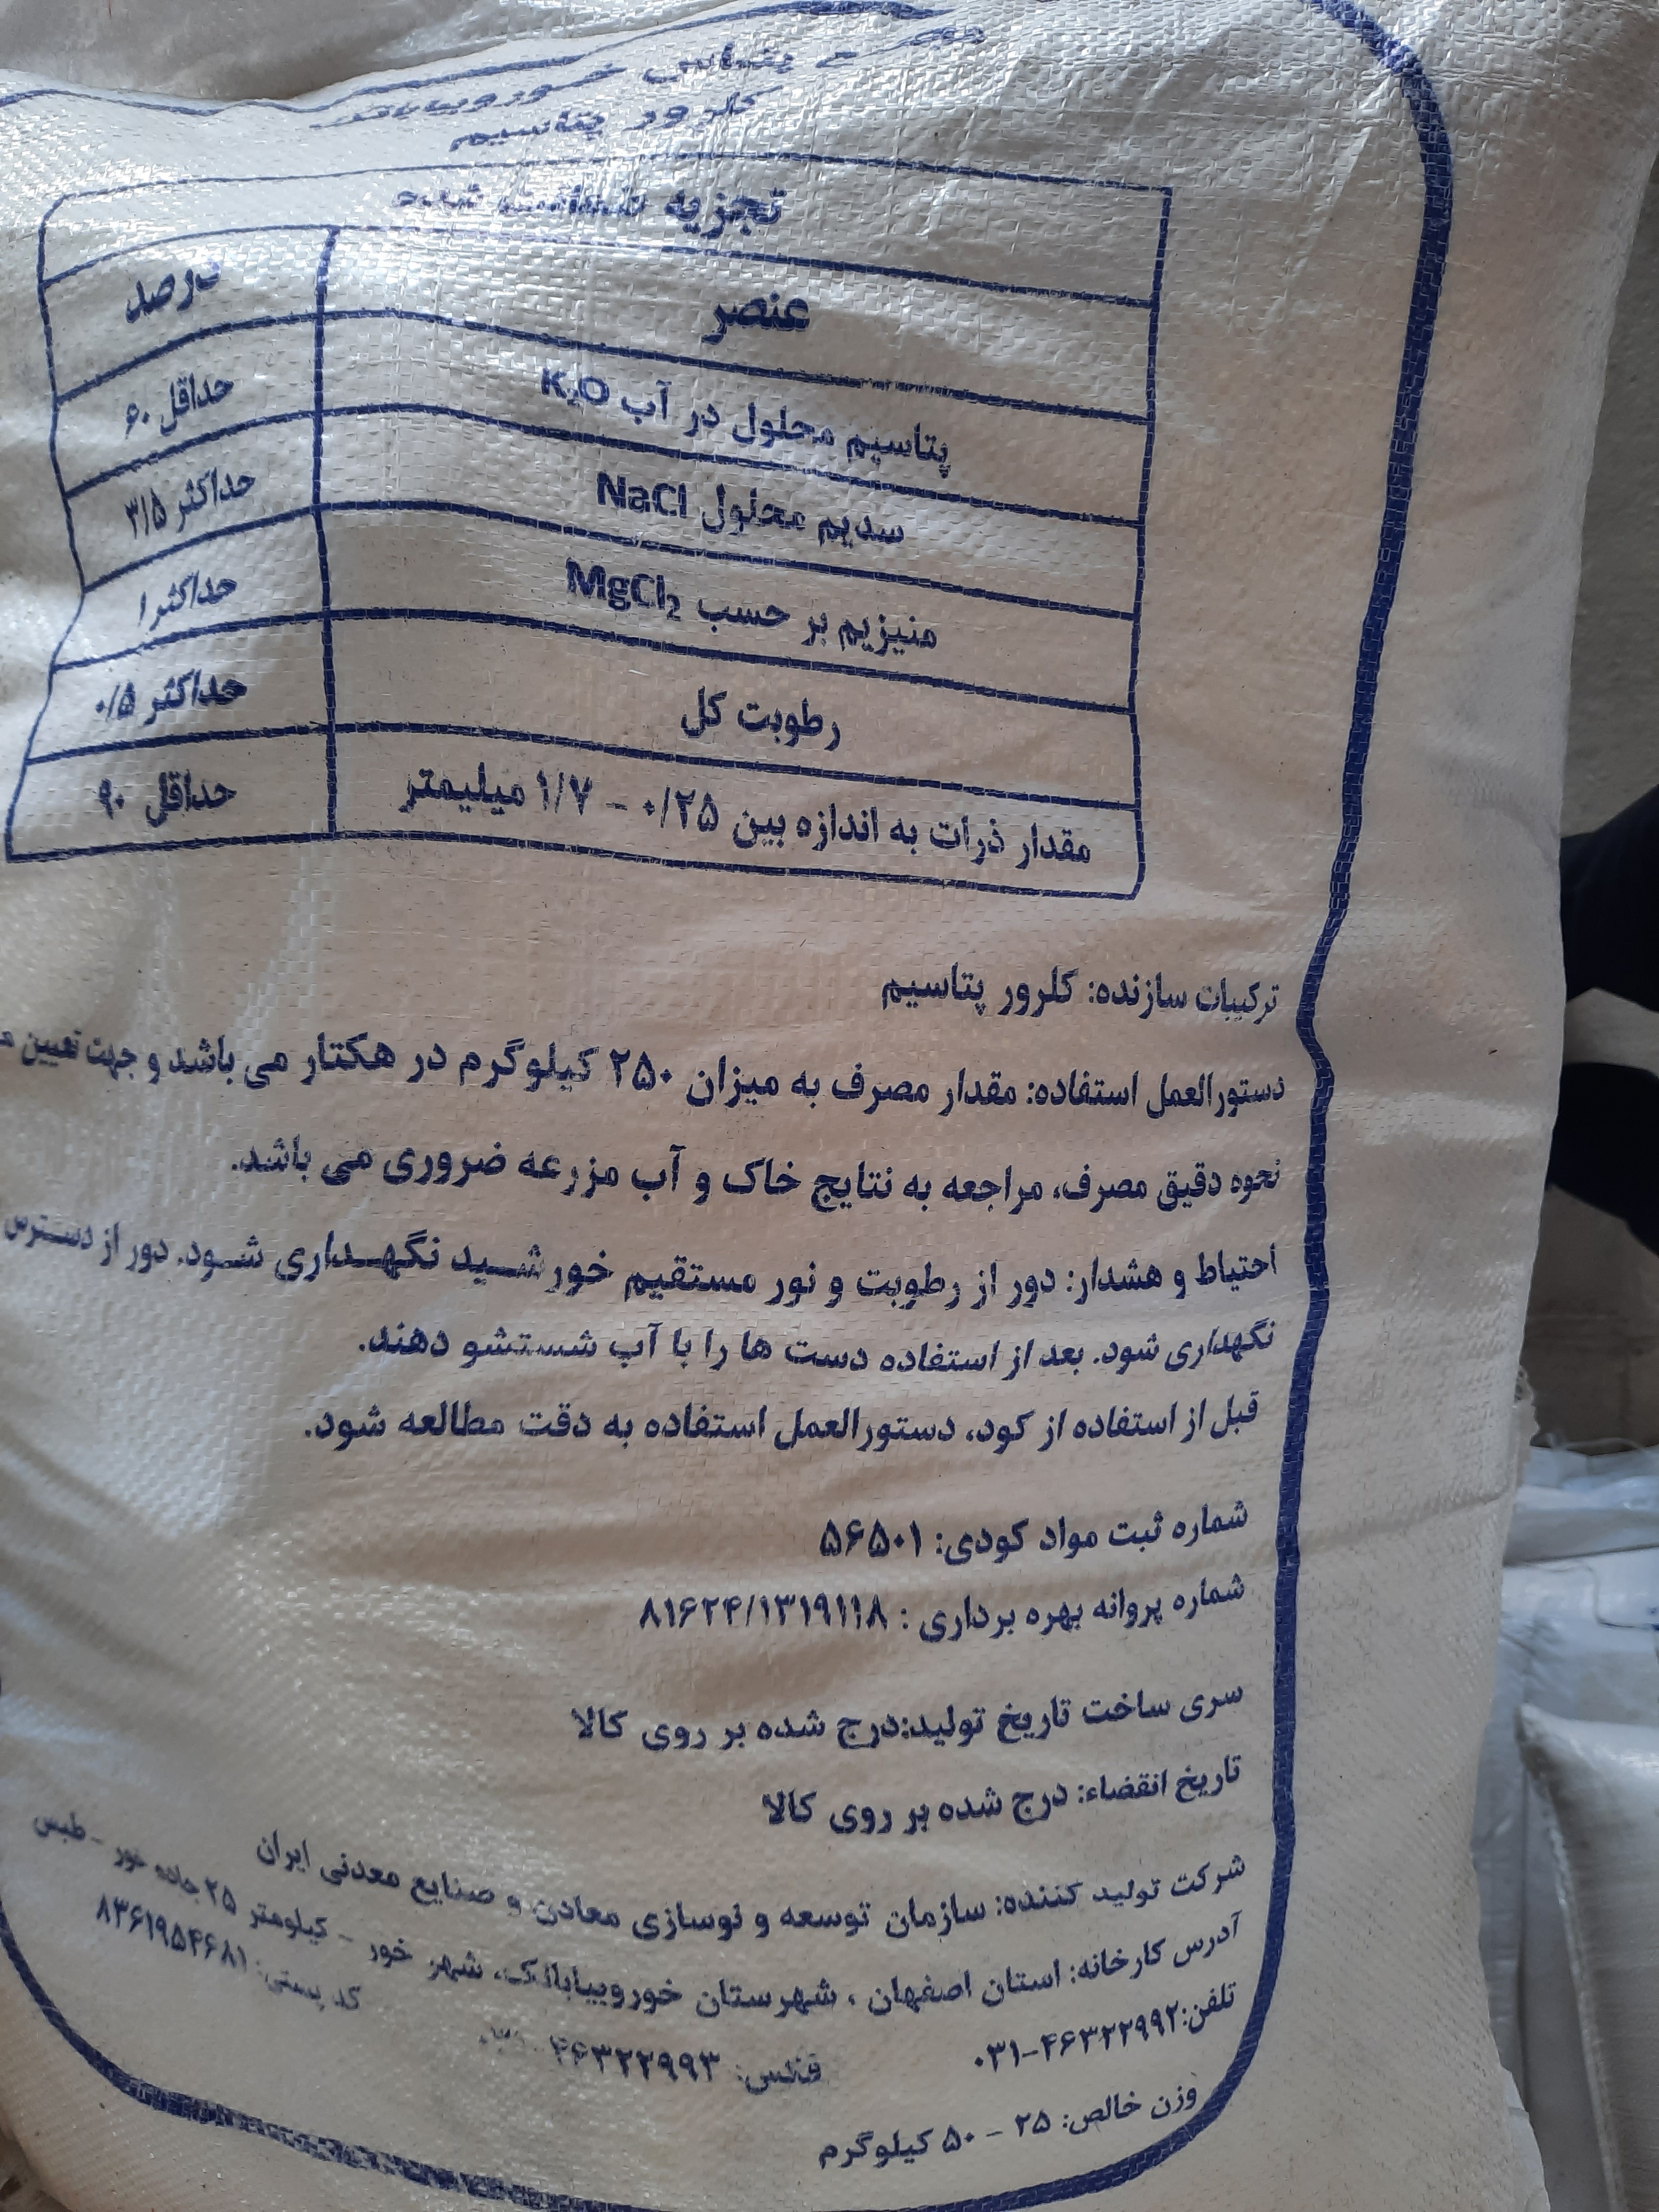 پتاس خوروبیابانک
کلرور پتاسیم
تجزیه ضمانت شده
عنصر درصد
پتاسیم محلول در آب K₂O حداقل ۶۰
سدیم محلول NaCl حداکثر ۳/۵
منیزیم بر حسب MgCl₂ حداکثر ۱
رطوبت کل حداکثر ۰/۵
مقدار ذرات به اندازه بین ۰/۲۵ - ۱/۷ میلیمتر حداقل ۹۰
ترکیبات سازنده: کلرور پتاسیم
دستورالعمل استفاده: مقدار مصرف به میزان ۲۵۰ کیلوگرم در هکتار می باشد و جهت تعیین
نحوه دقیق مصرف، مراجعه به نتایج خاک و آب مزرعه ضروری می باشد.
احتیاط و هشدار: دور از رطوبت و نور مستقیم خورشید نگهداری شود. دور از دسترس
نگهداری شود. بعد از استفاده دست ها را با آب شستشو دهند.
قبل از استفاده از کود، دستورالعمل استفاده به دقت مطالعه شود.
شماره ثبت مواد کودی: ۵۶۵۰۱
شماره پروانه بهره برداری : ۸۱۶۲۴/۱۳۱۹۱۱۸
سری ساخت تاریخ تولید:درج شده بر روی کالا
تاریخ انقضاء: درج شده بر روی کالا
شرکت تولید کننده: سازمان توسعه و نوسازی معادن و صنایع معدنی ایران
آدرس کارخانه: استان اصفهان ، شهرستان خوروبیابانک، شهر خور - کیلومتر ۲۵ جاده خور - طبس
تلفن:۴۶۳۲۲۹۹۲-۰۳۱ فاکس: ۴۶۳۲۲۹۹۳ کد پستی: ۸۳۶۱۹۵۴۶۸۱
وزن خالص: ۲۵ - ۵۰ کیلوگرم